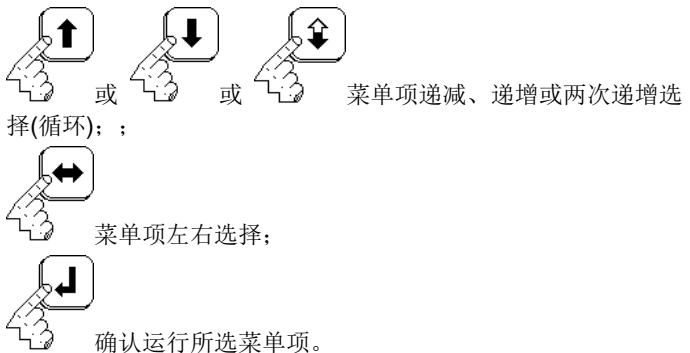 或 或 菜单项递减、递增或两次递增选
择(循环);;
菜单项左右选择;
确认运行所选菜单项。